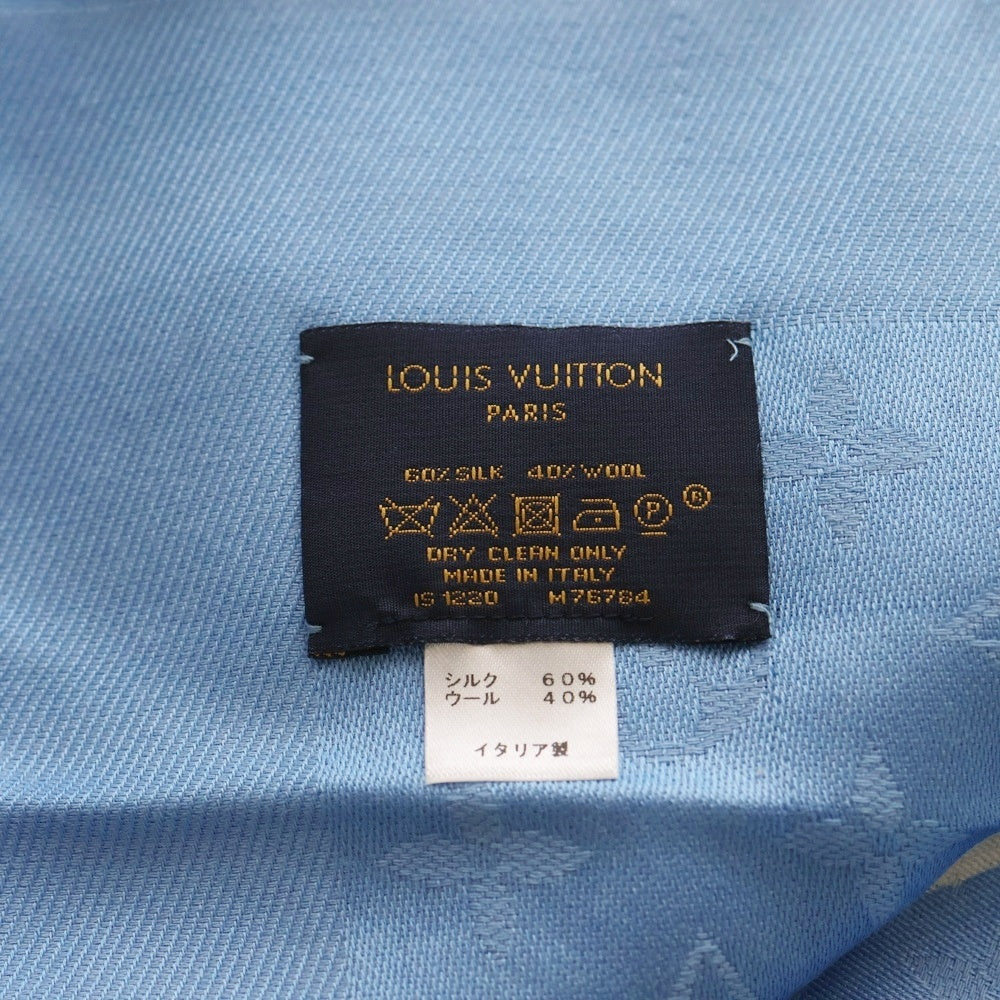 LOUIS VUITTON
PARIS
60% SILK 40% WOOL
P
®
DRY CLEAN ONLY
MADE IN ITALY
IS 1220 M76784
シルク 60%
ウール 40%
イタリア製